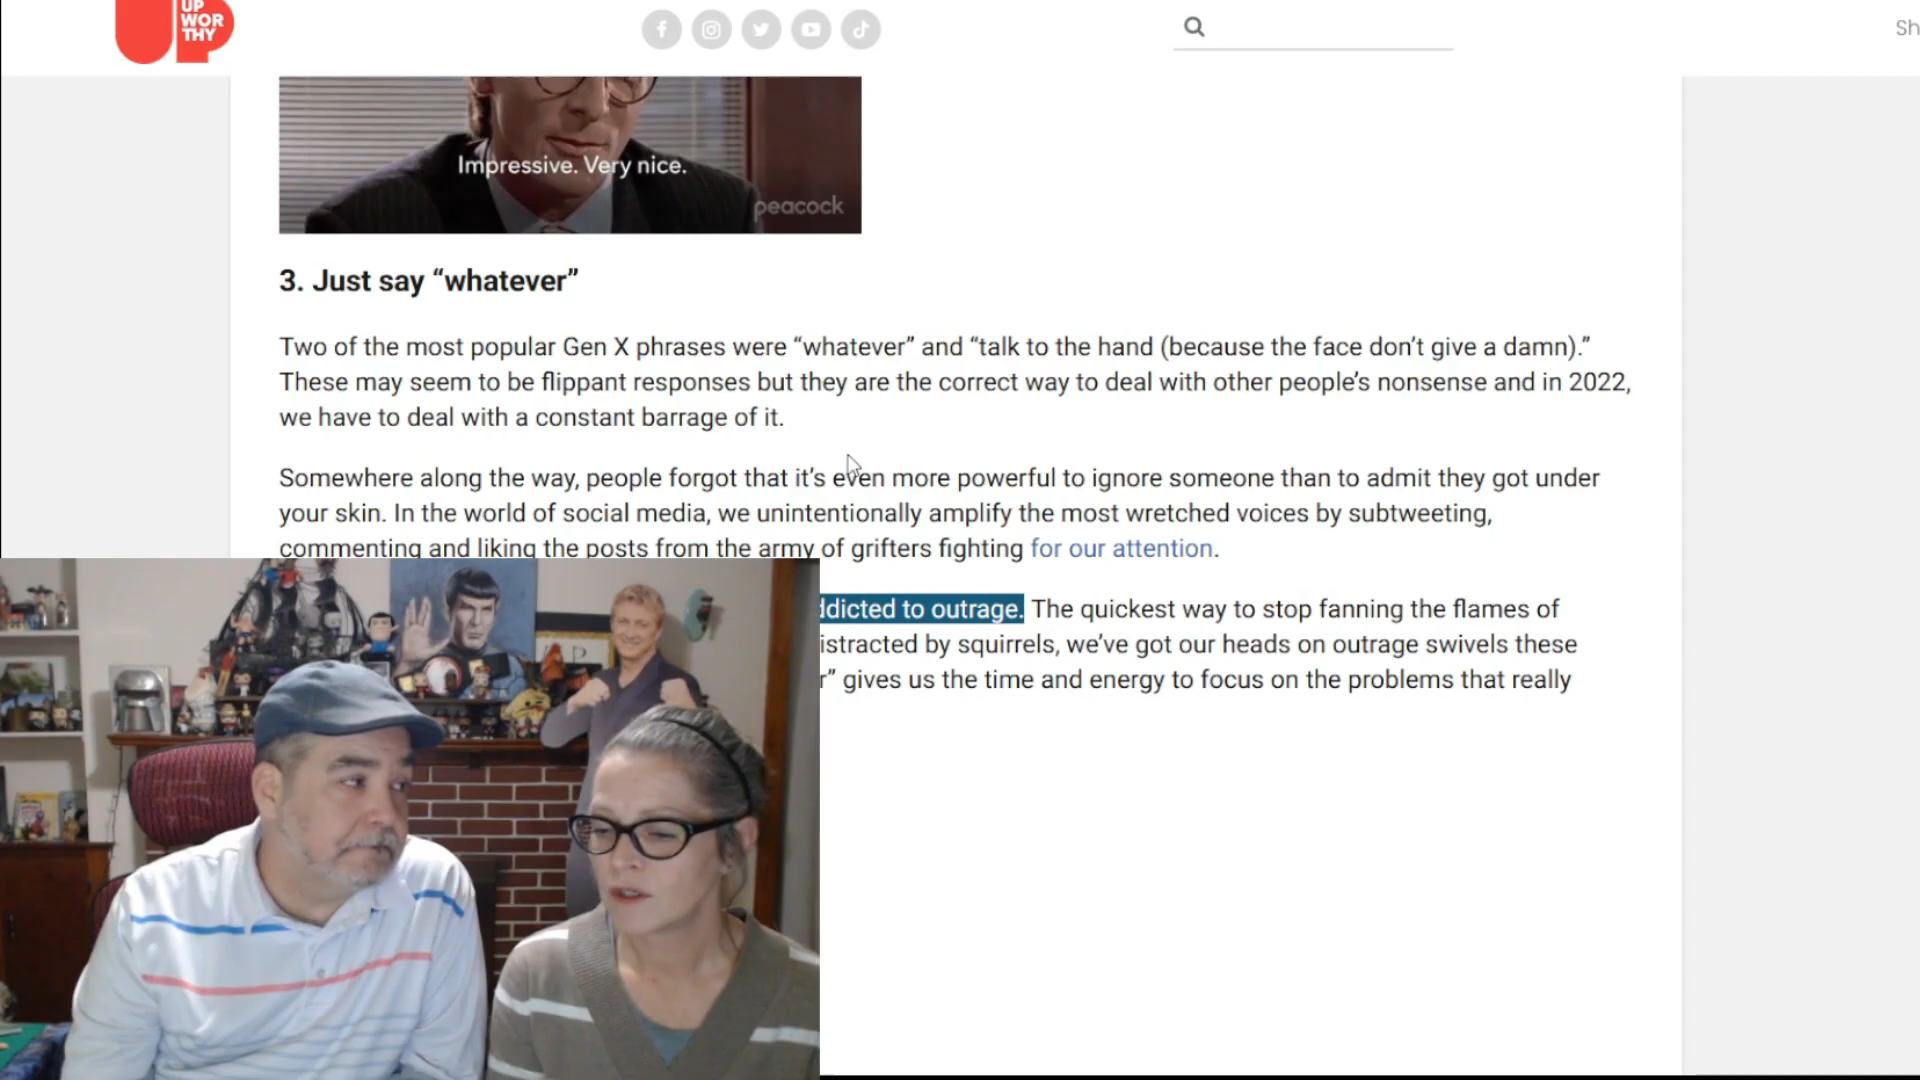 UP
WOR
THY
Sh
Impressive. Very nice.
peacock
3. Just say “whatever”
Two of the most popular Gen X phrases were “whatever” and “talk to the hand (because the face don’t give a damn).”
These may seem to be flippant responses but they are the correct way to deal with other people’s nonsense and in 2022,
we have to deal with a constant barrage of it.
Somewhere along the way, people forgot that it’s even more powerful to ignore someone than to admit they got under
your skin. In the world of social media, we unintentionally amplify the most wretched voices by subtweeting,
commenting and liking the posts from the army of grifters fighting for our attention.
ddicted to outrage. The quickest way to stop fanning the flames of
istracted by squirrels, we’ve got our heads on outrage swivels these
r” gives us the time and energy to focus on the problems that really